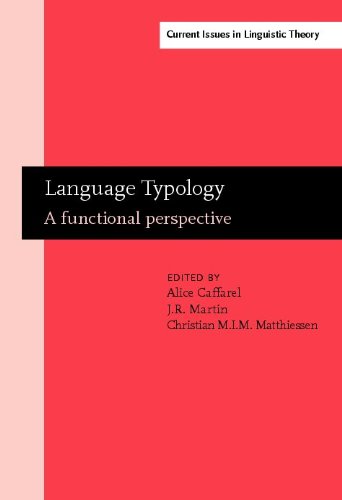 Current Issues in Linguistic Theory
Language Typology
A functional perspective
EDITED BY
Alice Caffarel
J.R. Martin
Christian M.I.M. Matthiessen